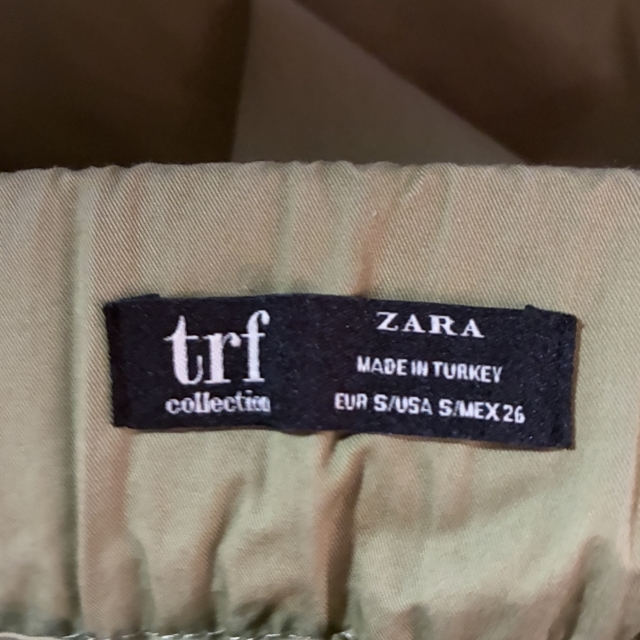 trf
collection
ZARA
MADE IN TURKEY
EUR S/USA S/MEX 26